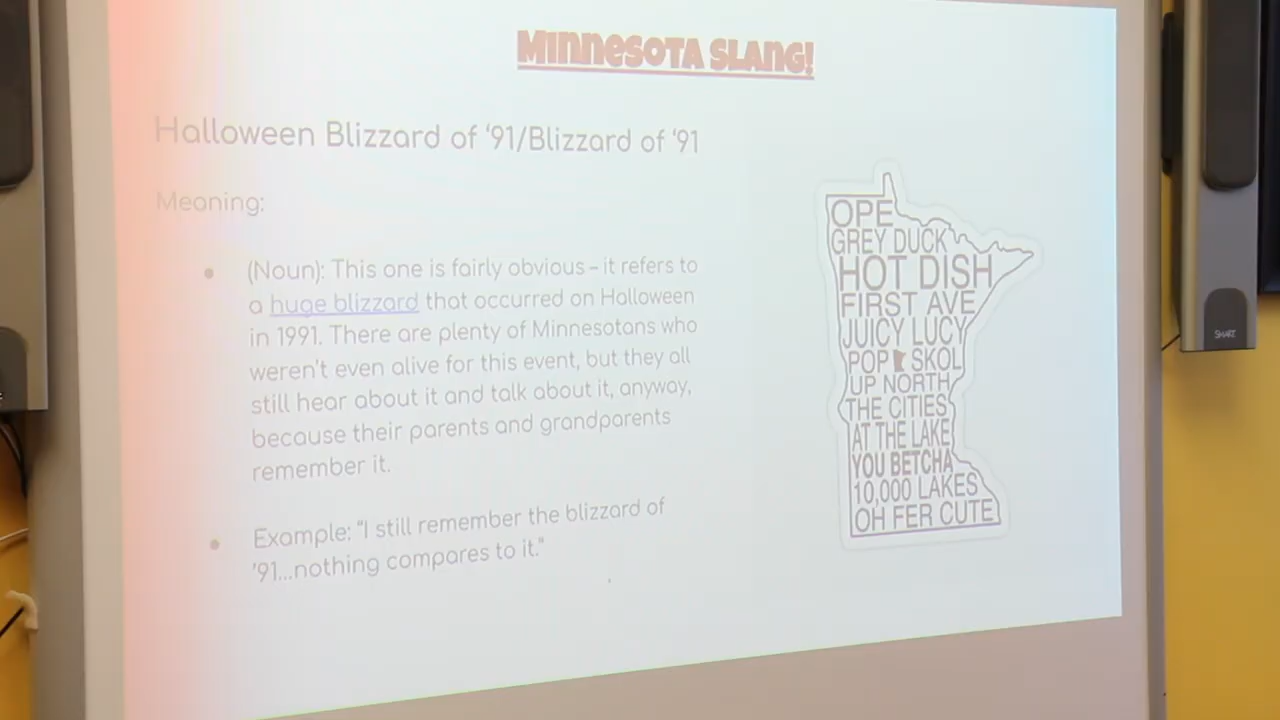 Minnesota Slang!
Halloween Blizzard of '91/Blizzard of '91
Meaning:
(Noun): This one is fairly obvious – it refers to
a huge blizzard that occurred on Halloween
in 1991. There are plenty of Minnesotans who
weren't even alive for this event, but they all
still hear about it and talk about it, anyway,
because their parents and grandparents
remember it.
Example: "I still remember the blizzard of
'91...nothing compares to it."
OPE
GREY DUCK
HOT DISH
FIRST AVE
JUICY LUCY
POP SKOL
UP NORTH
THE CITIES
AT THE LAKE
YOU BETCHA
10,000 LAKES
OH FER CUTE
SMART